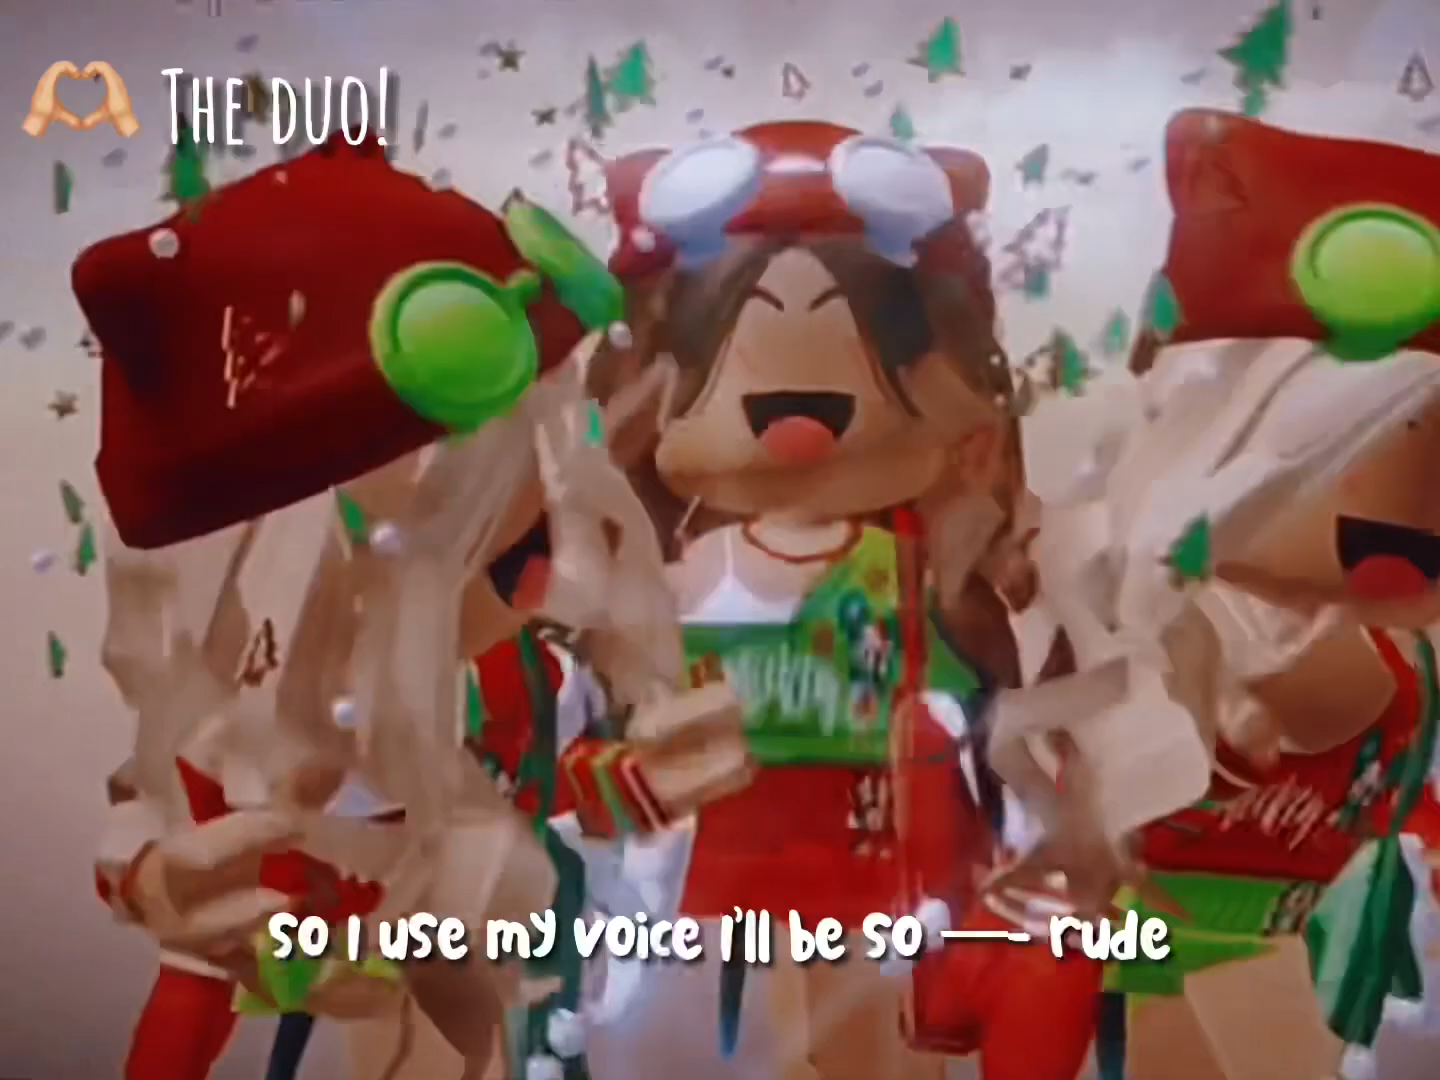 🫶🏼 THE DUO!
so I use my voice I'll be so —- rude